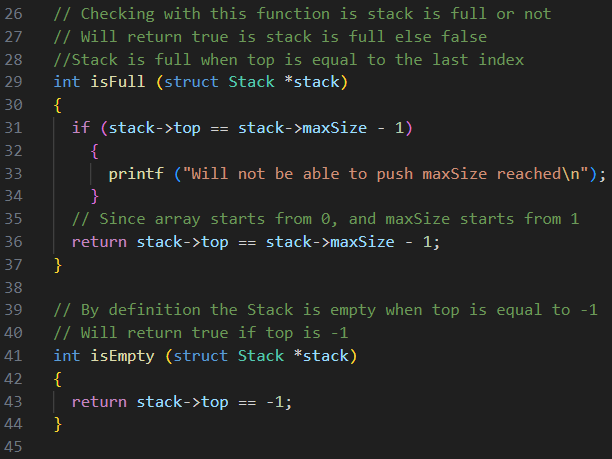 26 // Checking with this function is stack is full or not
27 // Will return true is stack is full else false
28 //Stack is full when top is equal to the last index
29 int isFull (struct Stack *stack)
30 {
31   if (stack->top == stack->maxSize - 1)
32     {
33       printf ("Will not be able to push maxSize reached\n");
34     }
35   // Since array starts from 0, and maxSize starts from 1
36   return stack->top == stack->maxSize - 1;
37 }
38
39 // By definition the Stack is empty when top is equal to -1
40 // Will return true if top is -1
41 int isEmpty (struct Stack *stack)
42 {
43   return stack->top == -1;
44 }
45